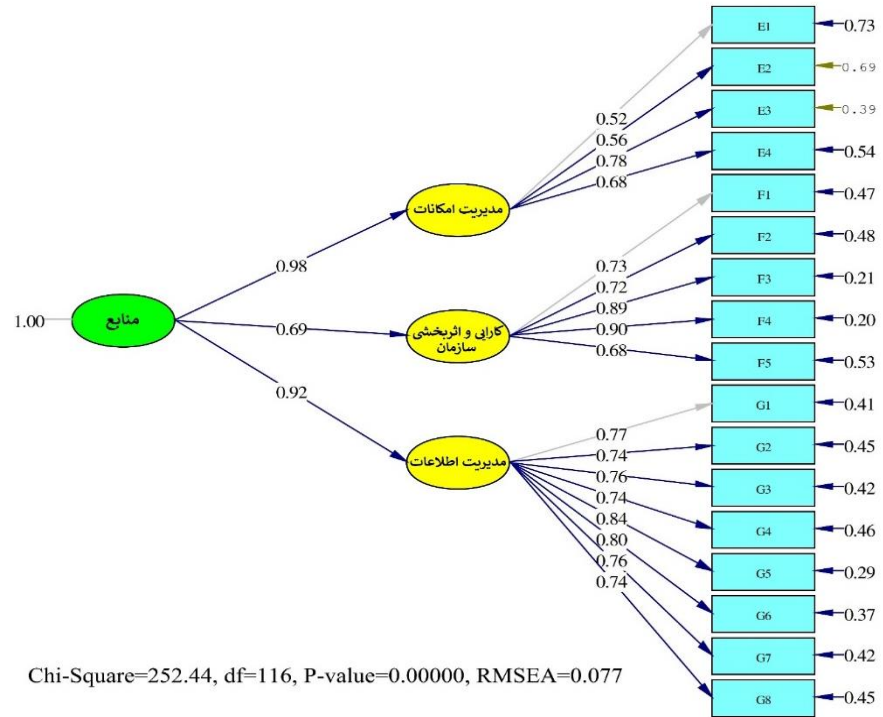 1.00
منابع
0.98
0.69
0.92
مدیریت امکانات
کارایی و اثربخشی
سازمان
مدیریت اطلاعات
0.52
0.56
0.78
0.68
0.73
0.72
0.89
0.90
0.68
0.77
0.74
0.76
0.74
0.84
0.80
0.76
0.74
E1 0.73
E2 0.69
E3 0.39
E4 0.54
F1 0.47
F2 0.48
F3 0.21
F4 0.20
F5 0.53
G1 0.41
G2 0.45
G3 0.42
G4 0.46
G5 0.29
G6 0.37
G7 0.42
G8 0.45
Chi-Square=252.44, df=116, P-value=0.00000, RMSEA=0.077